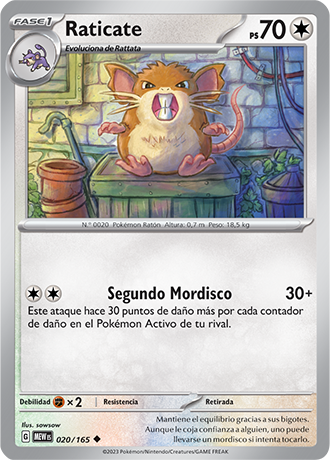 FASE 1
Raticate
PS 70
Evoluciona de Rattata
N.º 0020 Pokémon Ratón Altura: 0,7 m Peso: 18,5 kg
Segundo Mordisco 30+
Este ataque hace 30 puntos de daño más por cada contador
de daño en el Pokémon Activo de tu rival.
Debilidad ×2 Resistencia Retirada
Ilus. sowsow
G MEW ES 020/165
Mantiene el equilibrio gracias a sus bigotes.
Aunque le coja confianza a alguien, uno puede
llevarse un mordisco si intenta tocarlo.
©2023 Pokémon/Nintendo/Creatures/GAME FREAK